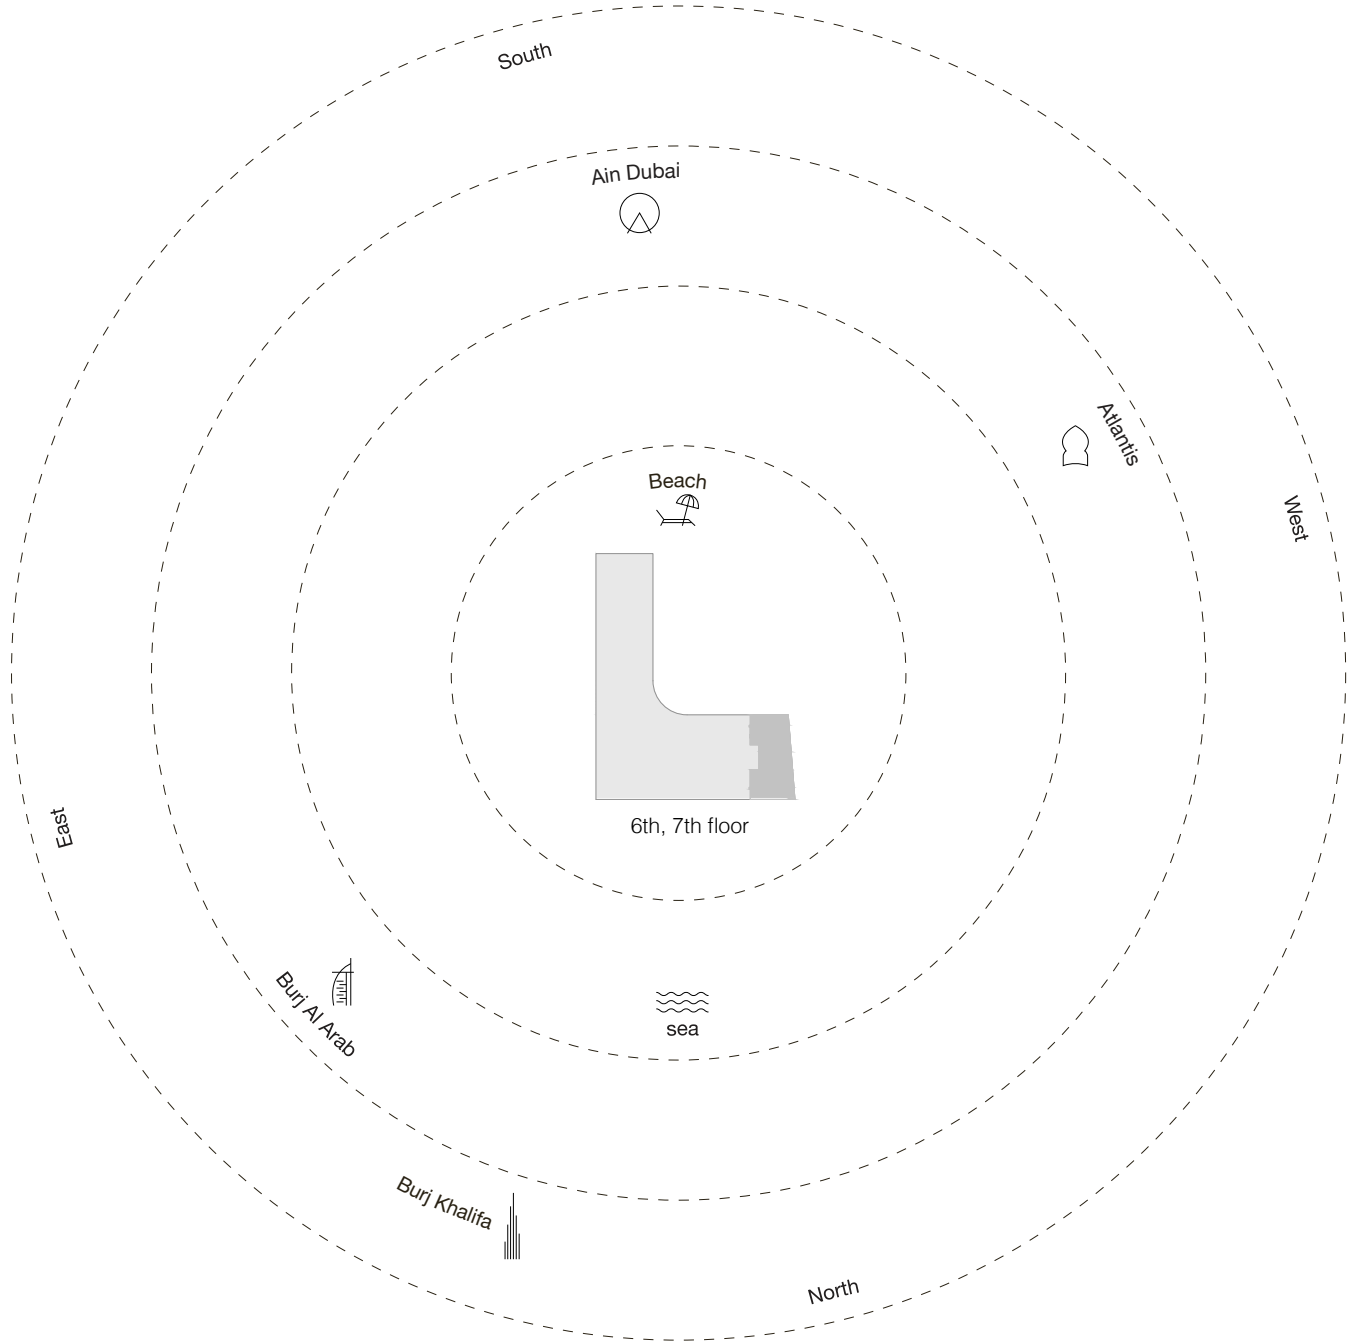 South
Ain Dubai
Atlantis
Beach
West
6th, 7th floor
East
Burj Al Arab
sea
Burj Khalifa
North